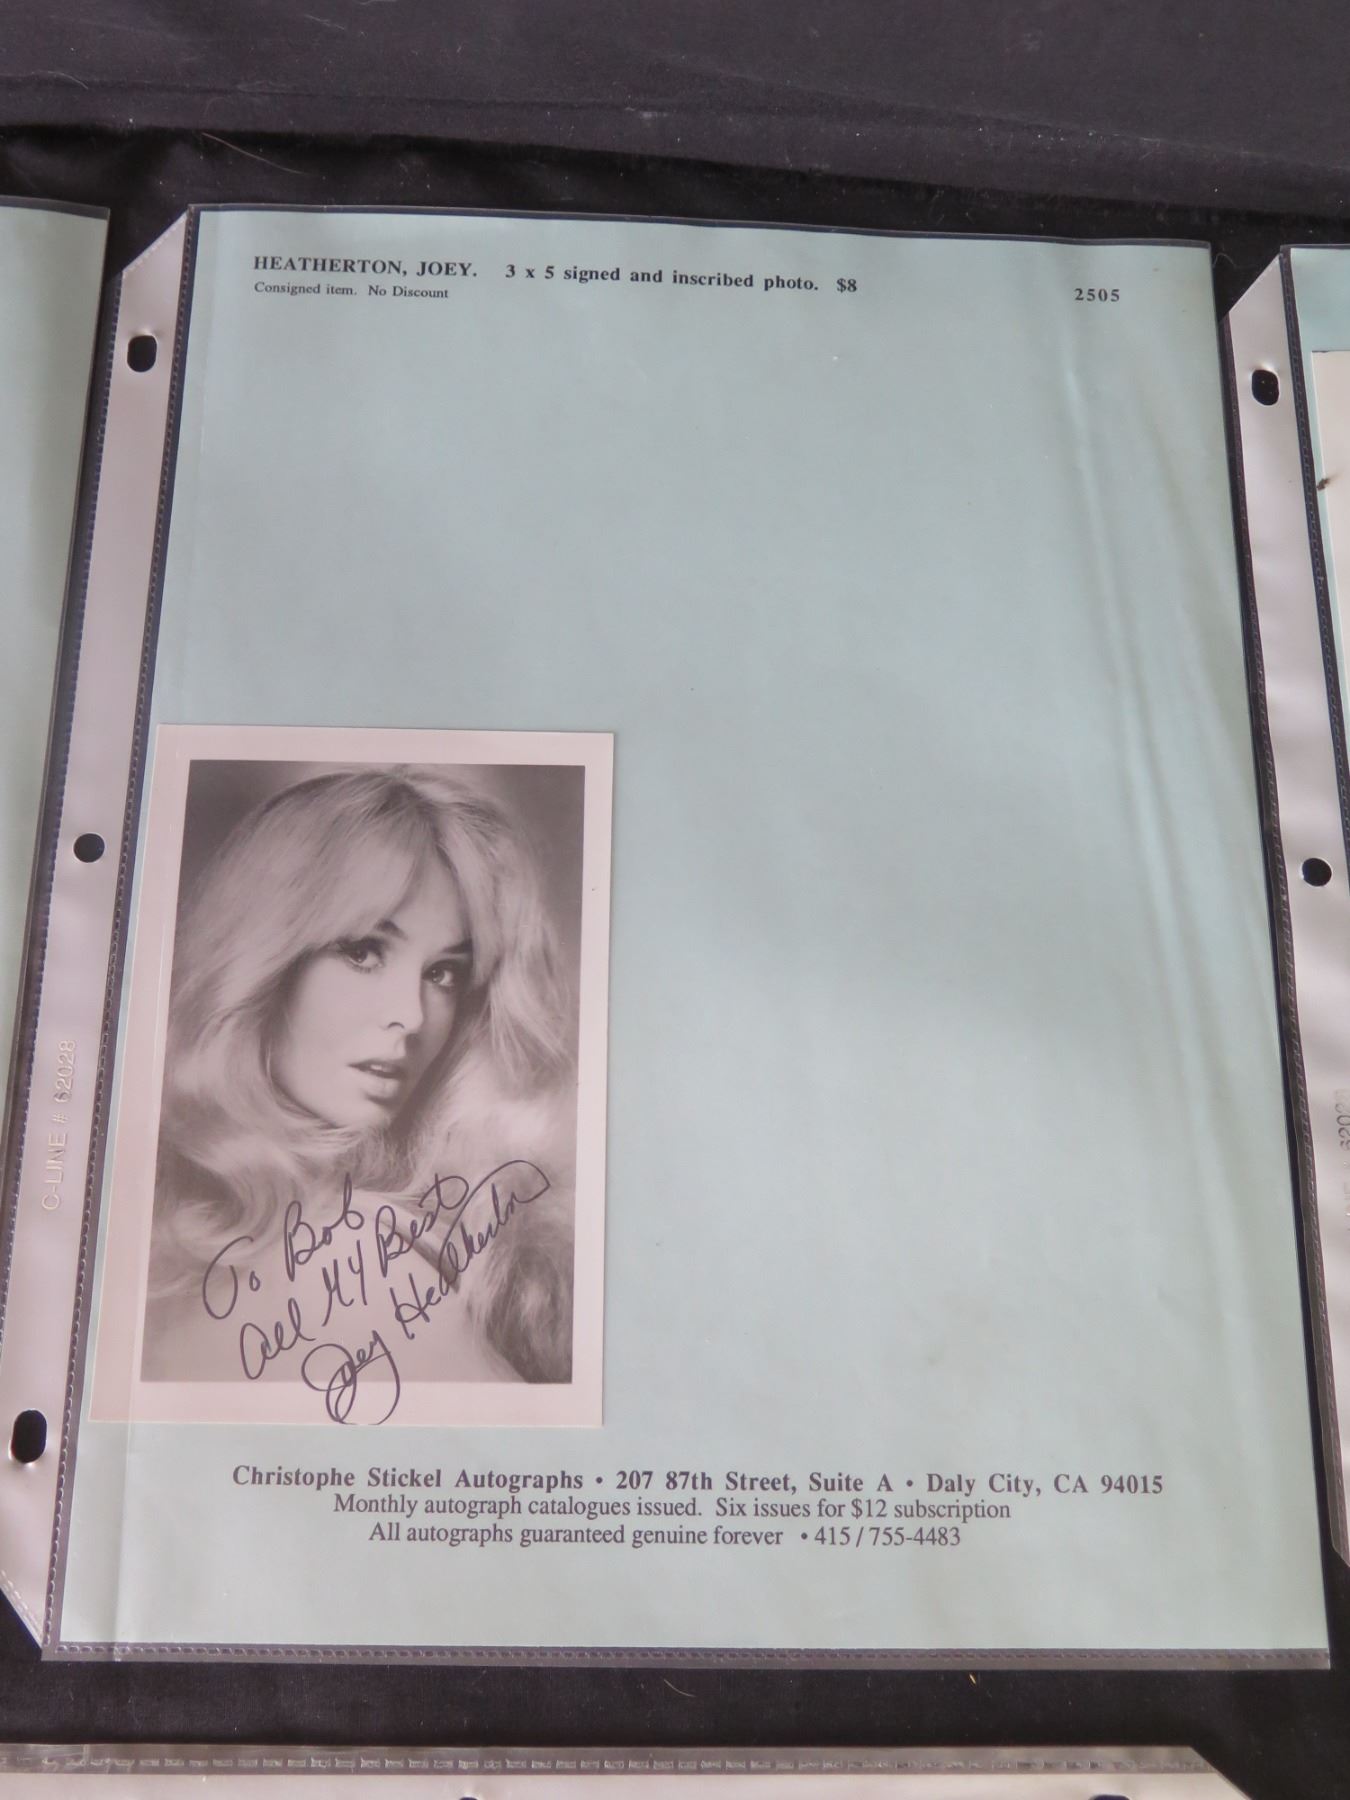 HEATHERTON, JOEY. 3 x 5 signed and inscribed photo. $8
Consigned item. No Discount
2505
To Bob
All My Best
Joey Heatherton
C-LINE # 62028
Christophe Stickel Autographs • 207 87th Street, Suite A • Daly City, CA 94015
Monthly autograph catalogues issued. Six issues for $12 subscription
All autographs guaranteed genuine forever • 415/755-4483